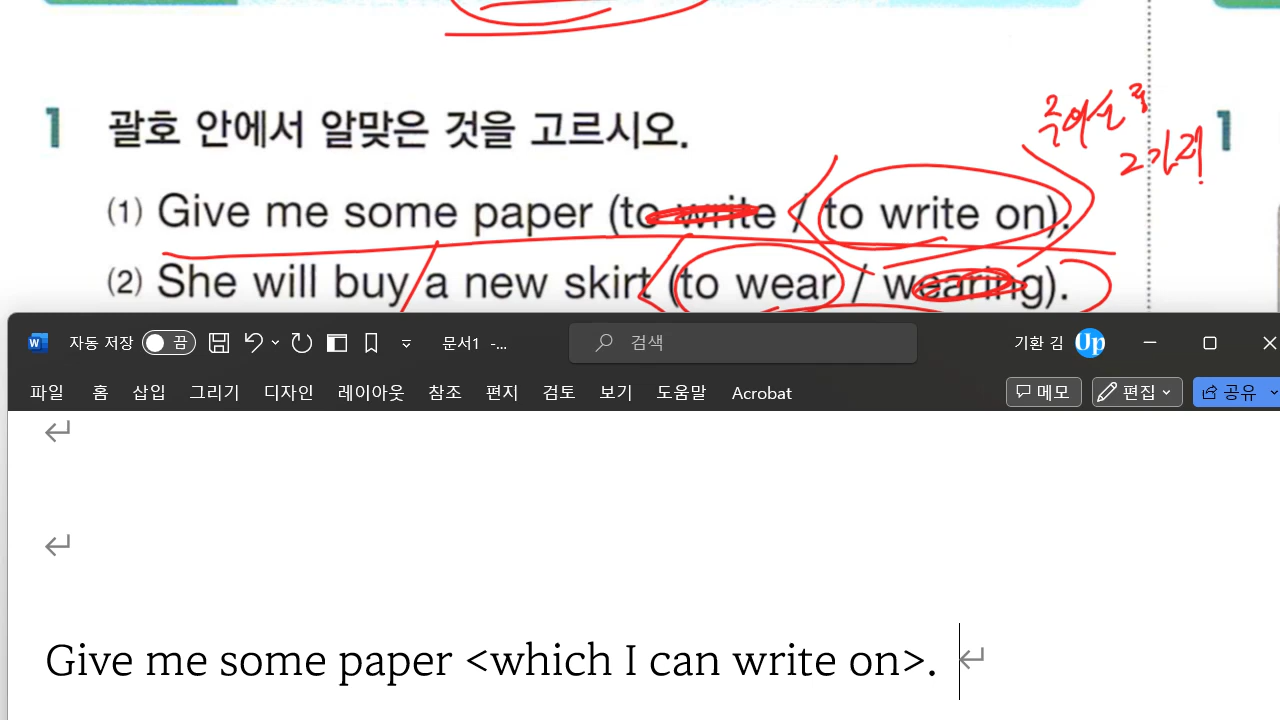 1 괄호 안에서 알맞은 것을 고르시오.
(1) Give me some paper (to write / to write on).
(2) She will buy a new skirt (to wear / wearing).
1
자동 저장 끔 문서1 -... 검색 기환 김 Up
파일 홈 삽입 그리기 디자인 레이아웃 참조 편지 검토 보기 도움말 Acrobat 메모 편집 공유
Give me some paper <which I can write on>.